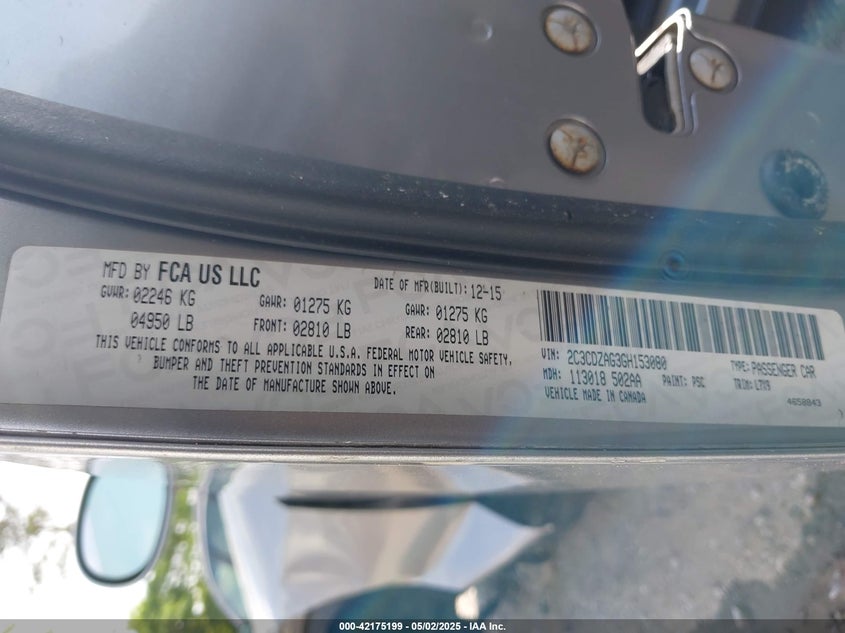 MFD BY FCA US LLC
DATE OF MFR(BUILT): 12-15
GVWR: 02246 KG GAWR: 01275 KG GAWR: 01275 KG
04950 LB FRONT: 02810 LB REAR: 02810 LB
THIS VEHICLE CONFORMS TO ALL APPLICABLE U.S.A. FEDERAL MOTOR VEHICLE SAFETY,
BUMPER AND THEFT PREVENTION STANDARDS IN EFFECT ON
THE DATE OF MANUFACTURE SHOWN ABOVE.
VIN: 2C3CDZAG3GH153080 TYPE: PASSENGER CAR
MDH: 113018 502AA PAINT: PSC TRIM: L7X9
VEHICLE MADE IN CANADA 4658843
000-42175199 - 05/02/2025 - IAA Inc.